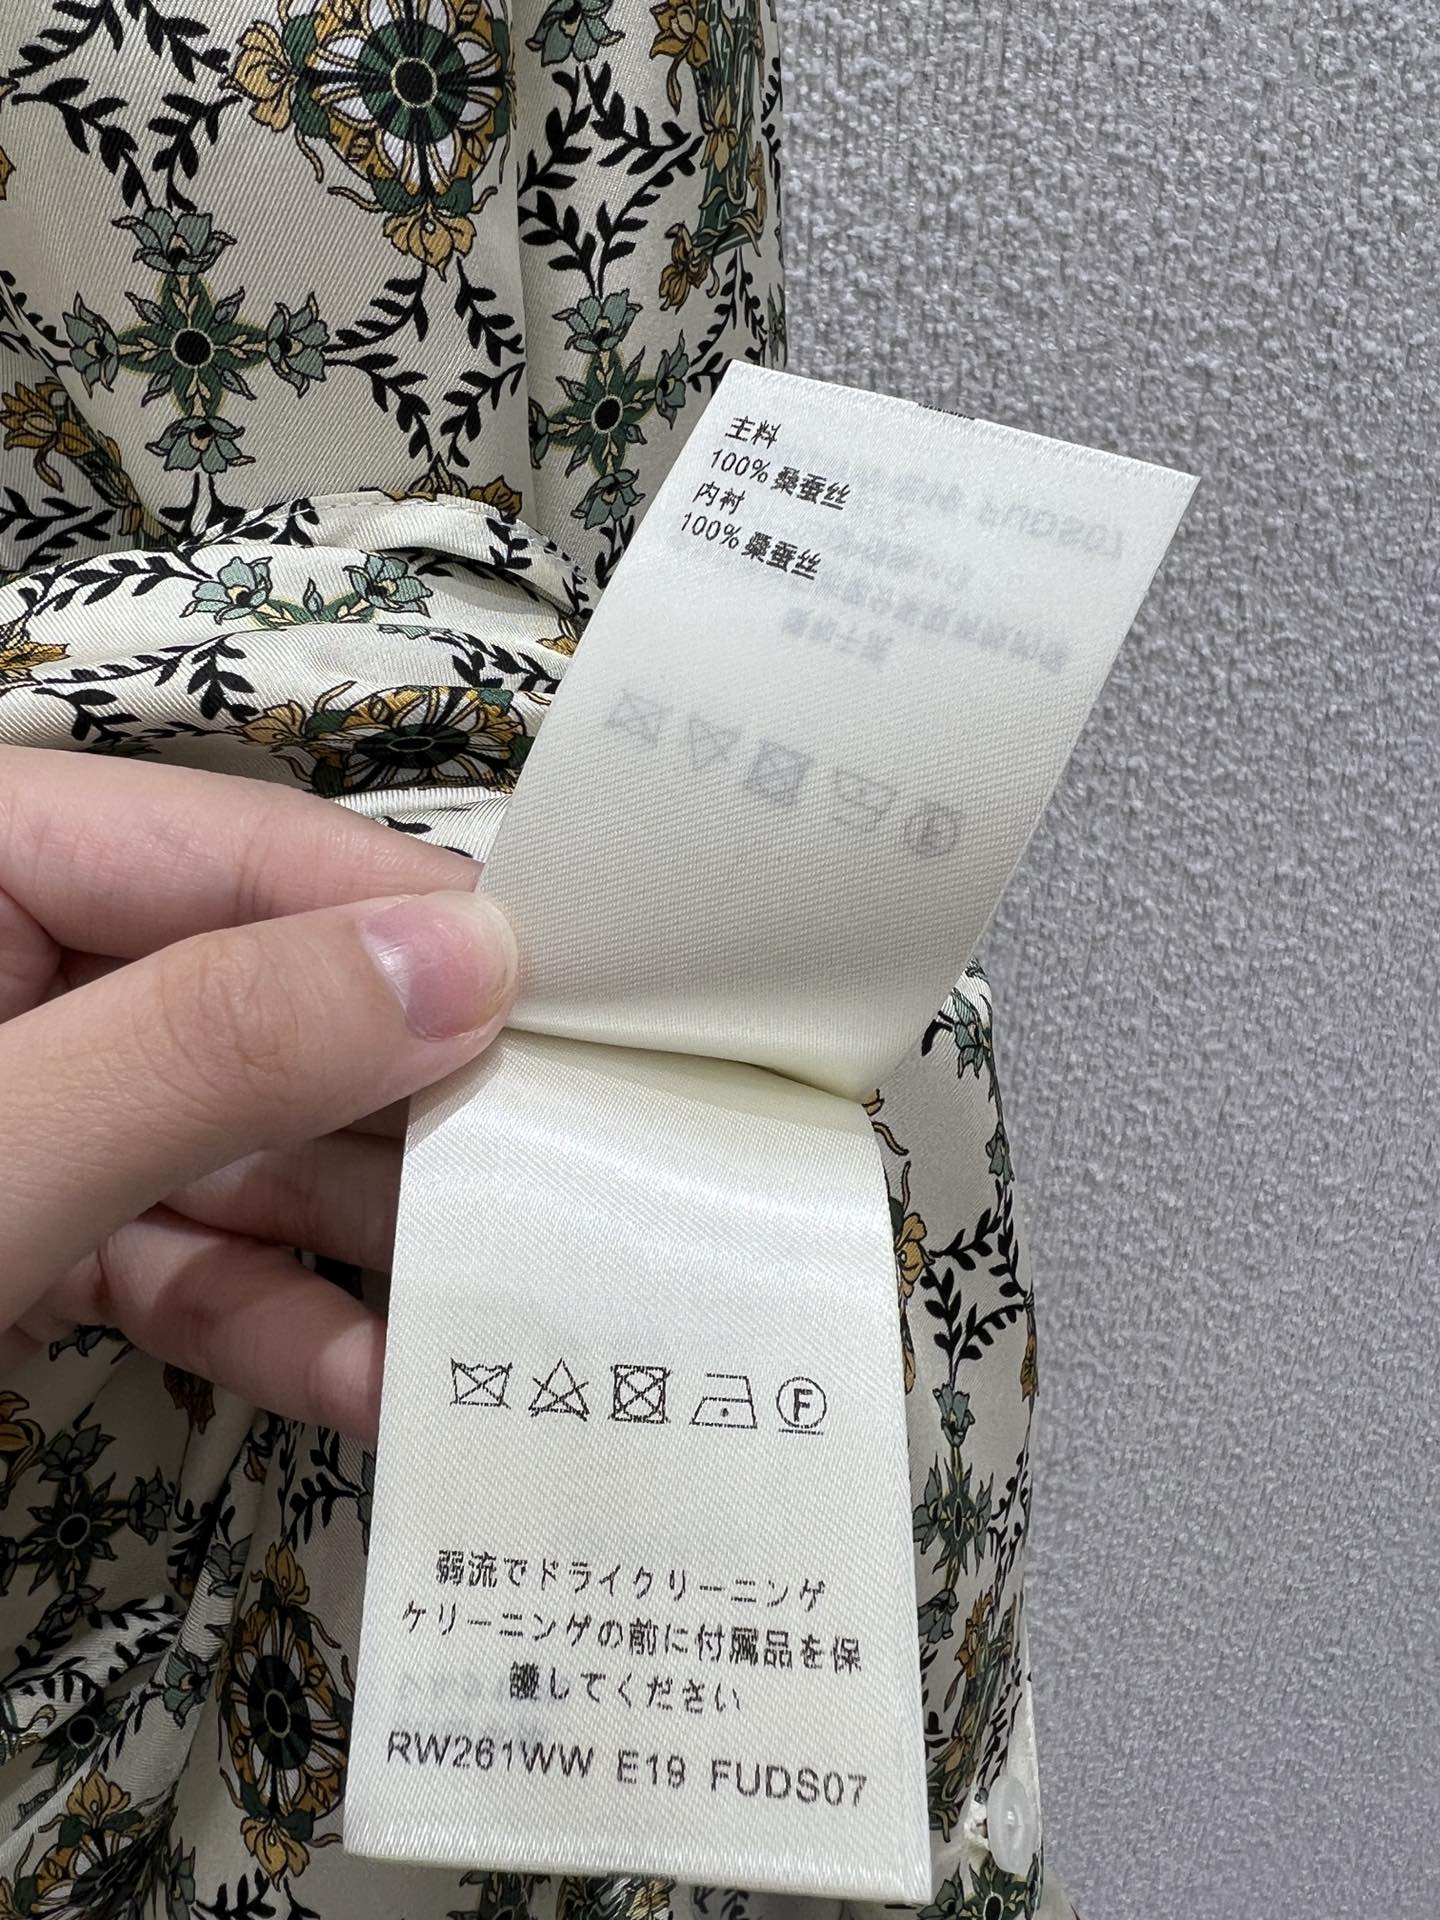 主料
100% 桑蚕丝
内衬
100% 桑蚕丝
F
弱流でドライクリーニンゲ
ケリーニンゲの前に付属品を保
護してください
RW261WW E19 FUDS07